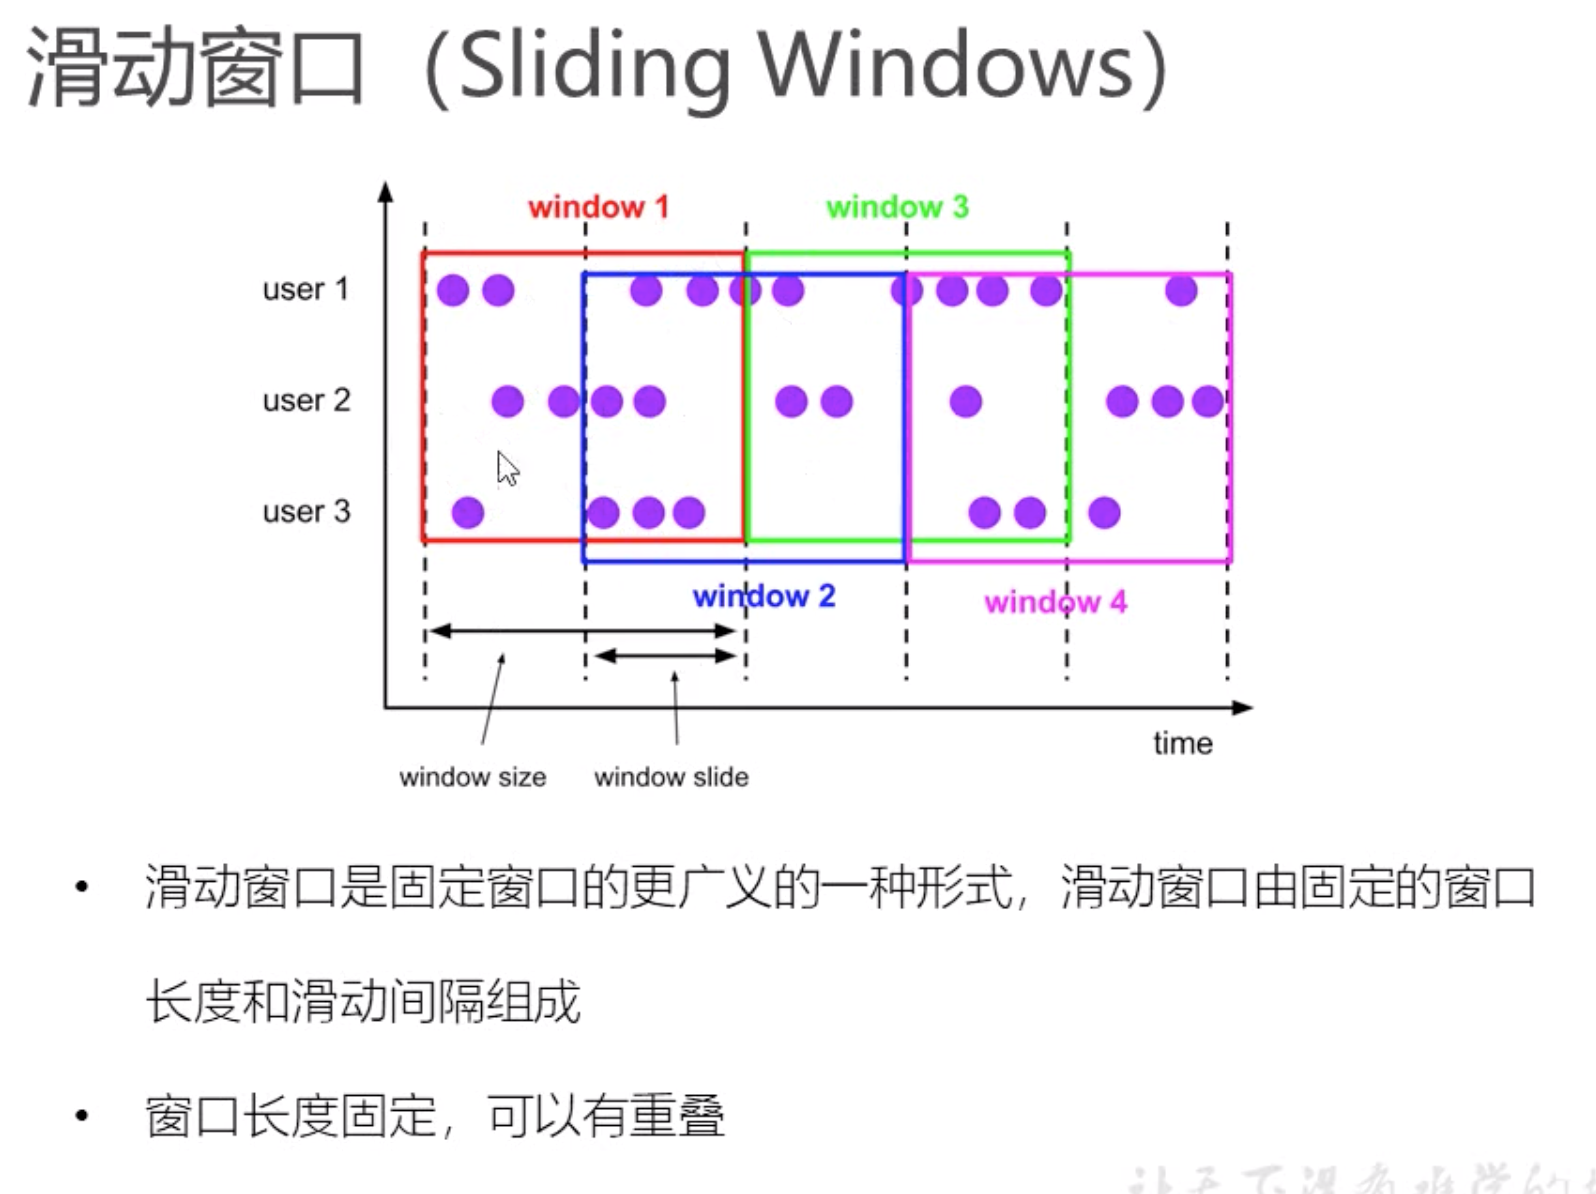 滑动窗口（Sliding Windows）
window 1
window 3
user 1
user 2
user 3
window 2
window 4
time
window size
window slide
• 滑动窗口是固定窗口的更广义的一种形式，滑动窗口由固定的窗口
长度和滑动间隔组成
• 窗口长度固定，可以有重叠